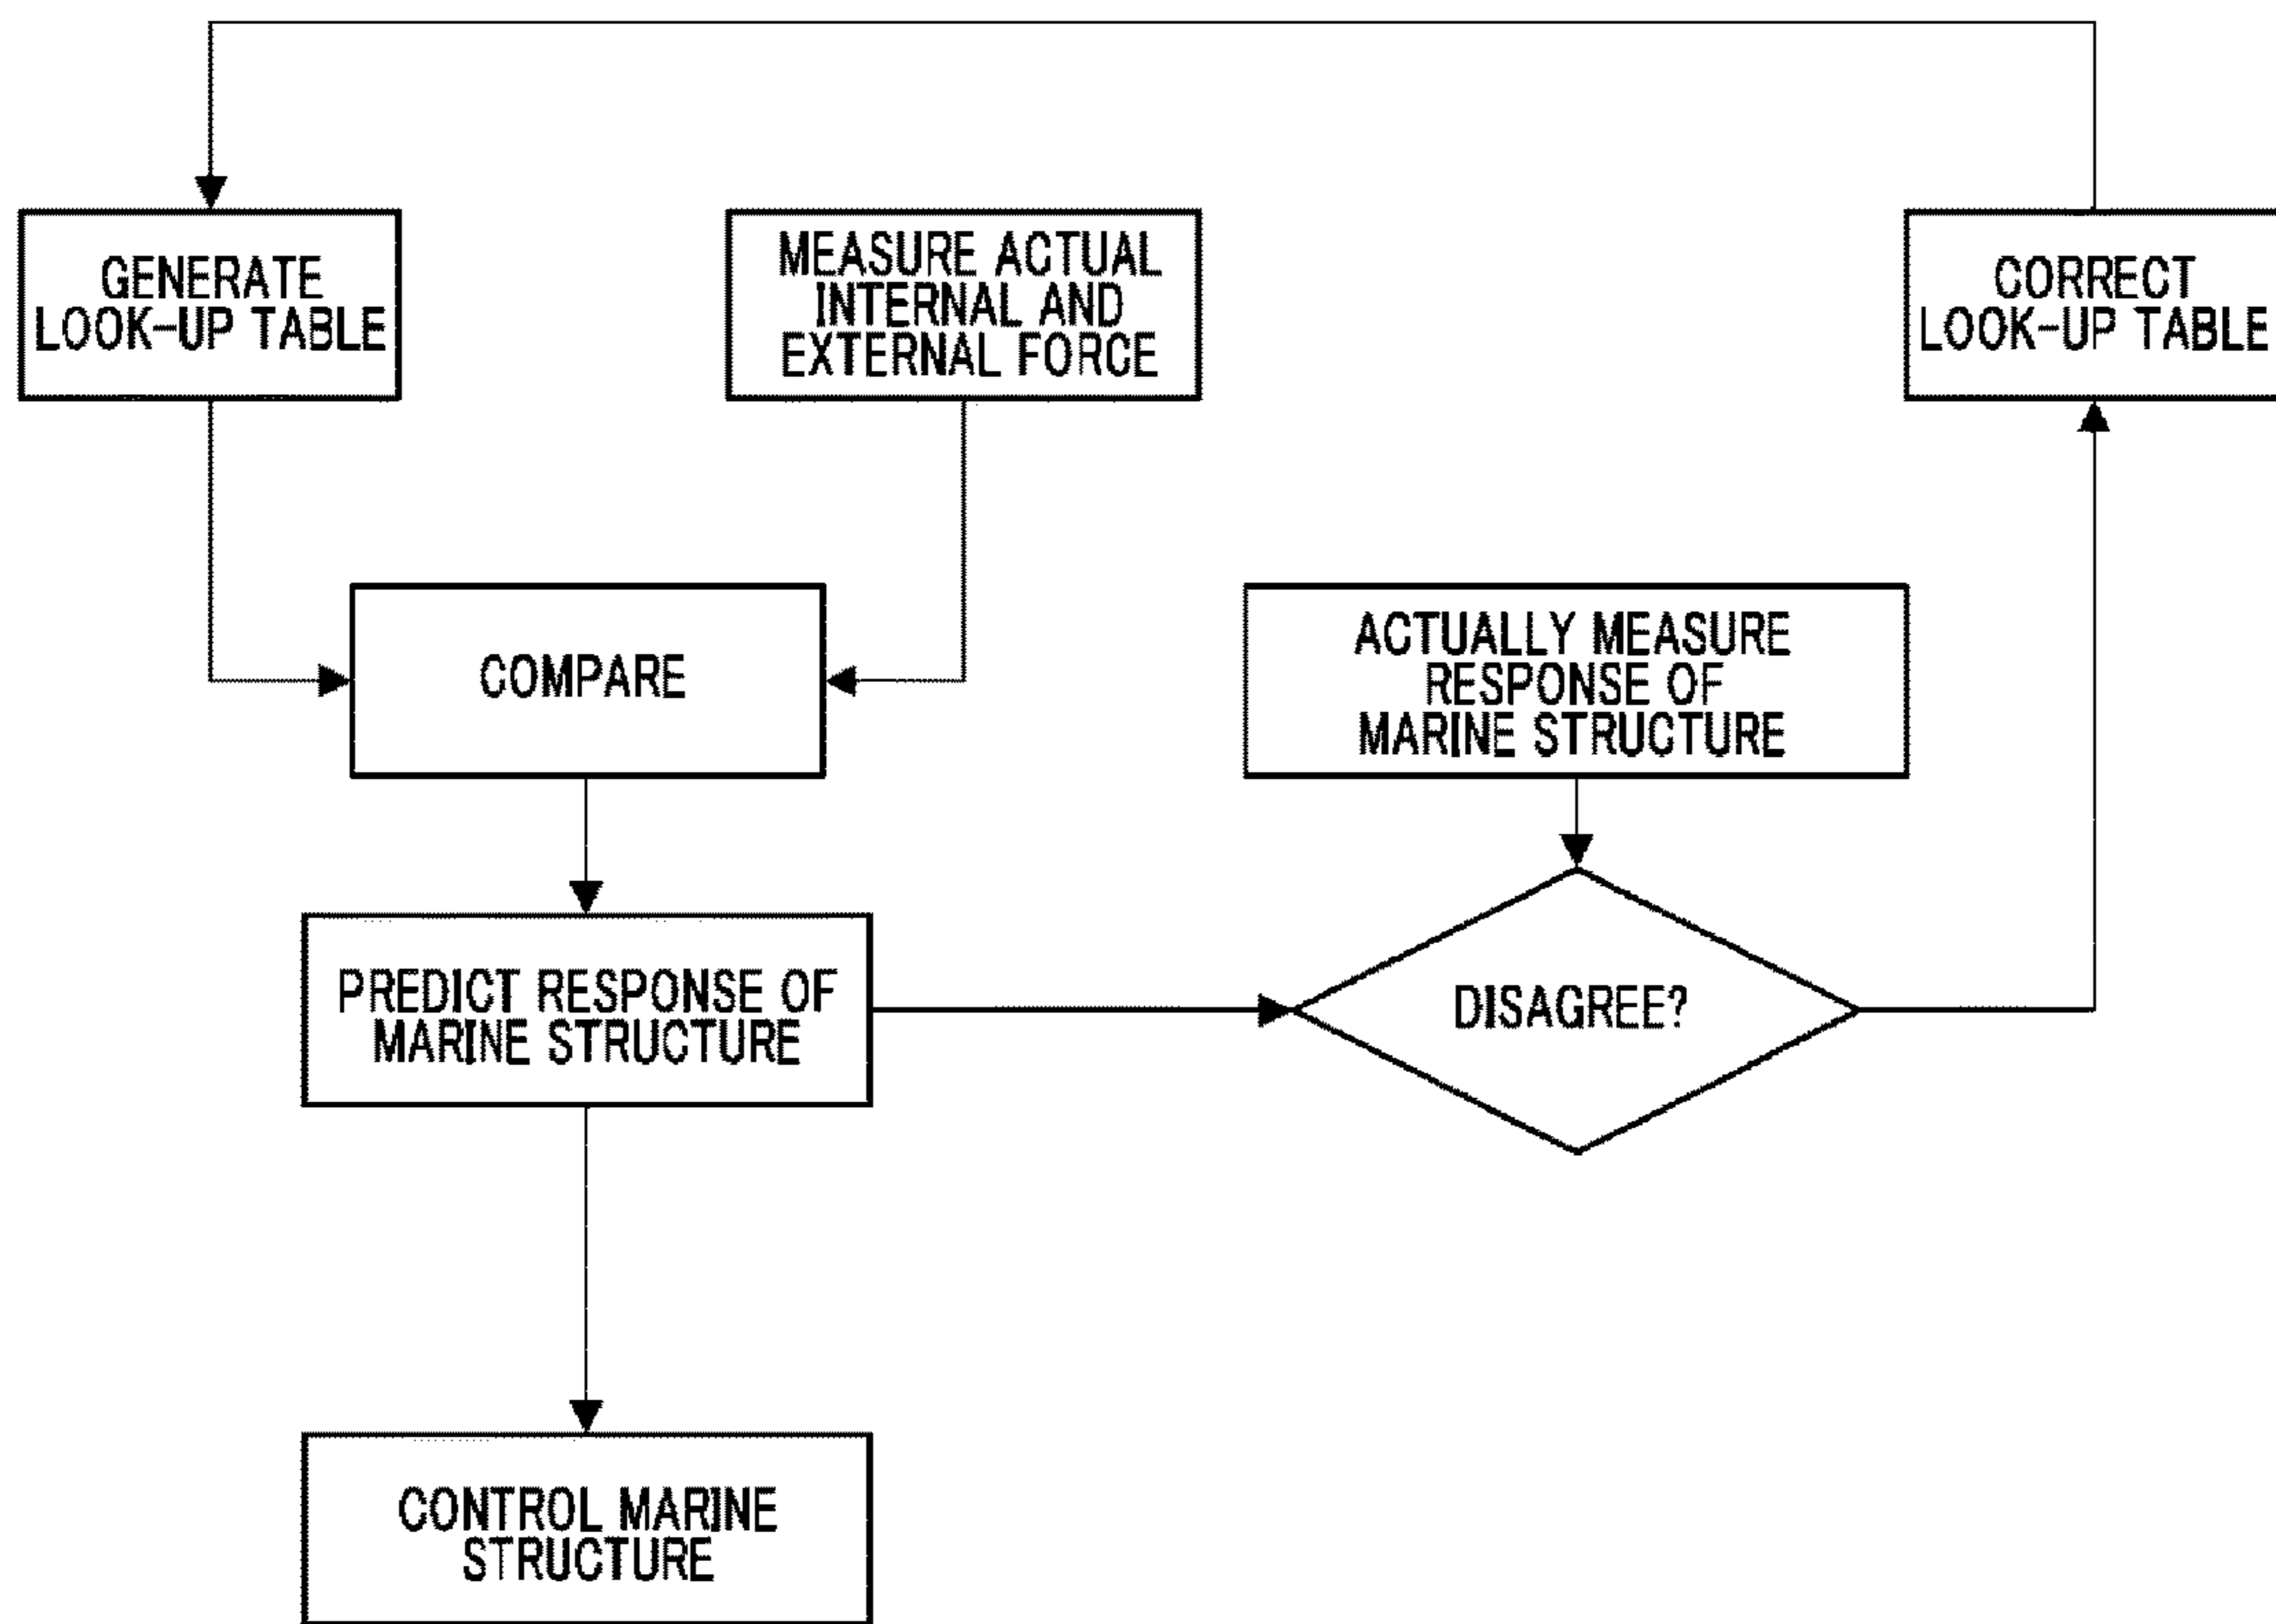 GENERATE
LOOK-UP TABLE
MEASURE ACTUAL
INTERNAL AND
EXTERNAL FORCE
CORRECT
LOOK-UP TABLE
COMPARE
ACTUALLY MEASURE
RESPONSE OF
MARINE STRUCTURE
PREDICT RESPONSE OF
MARINE STRUCTURE
DISAGREE?
CONTROL MARINE
STRUCTURE